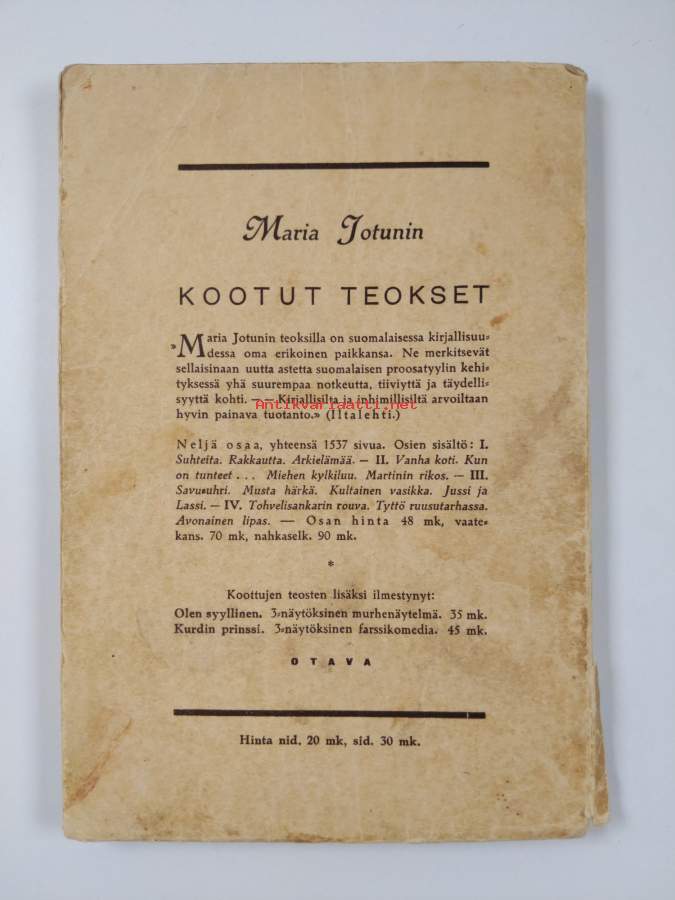 Maria Jotunin
KOOTUT TEOKSET
»Maria Jotunin teoksilla on suomalaisessa kirjallisuu-
dessa oma erikoinen paikkansa. Ne merkitsevät
sellaisinaan uutta astetta suomalaisen proosatyylin kehi-
tyksessä yhä suurempaa notkeutta, tiiviyttä ja täydelli-
syyttä kohti. — — Kirjallisilta ja inhimillisiltä arvoiltaan
Antikvariaatti.net
hyvin painava tuotanto.» (Iltalehti.)
Neljä osaa, yhteensä 1537 sivua. Osien sisältö: I.
Suhteita. Rakkautta. Arkielämää. — II. Vanha koti. Kun
on tunteet . . . Miehen kylkiluu. Martinin rikos. — III.
Savu-uhri. Musta härkä. Kultainen vasikka. Jussi ja
Lassi. — IV. Tohvelisankarin rouva. Tyttö ruusutarhassa.
Avonainen lipas. — Osan hinta 48 mk, vaate-
kans. 70 mk, nahkaselk. 90 mk.
*
Koottujen teosten lisäksi ilmestynyt:
Olen syyllinen. 3-näytöksinen murhenäytelmä. 35 mk.
Kurdin prinssi. 3-näytöksinen farssikomedia. 45 mk.
OTAVA
Hinta nid. 20 mk, sid. 30 mk.